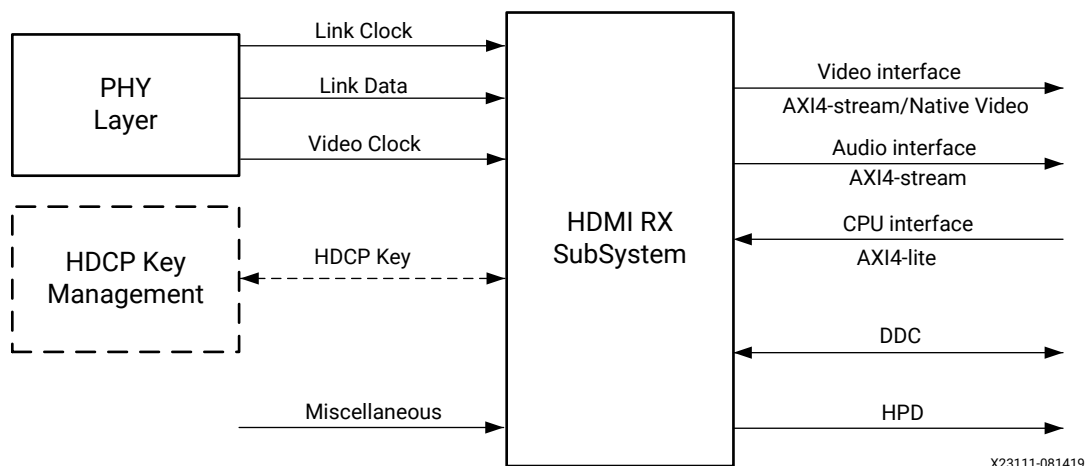 PHY
Layer
Link Clock
Link Data
Video Clock
HDCP Key
Management
HDCP Key
Miscellaneous
HDMI RX
SubSystem
Video interface
AXI4-stream/Native Video
Audio interface
AXI4-stream
CPU interface
AXI4-lite
DDC
HPD
X23111-081419